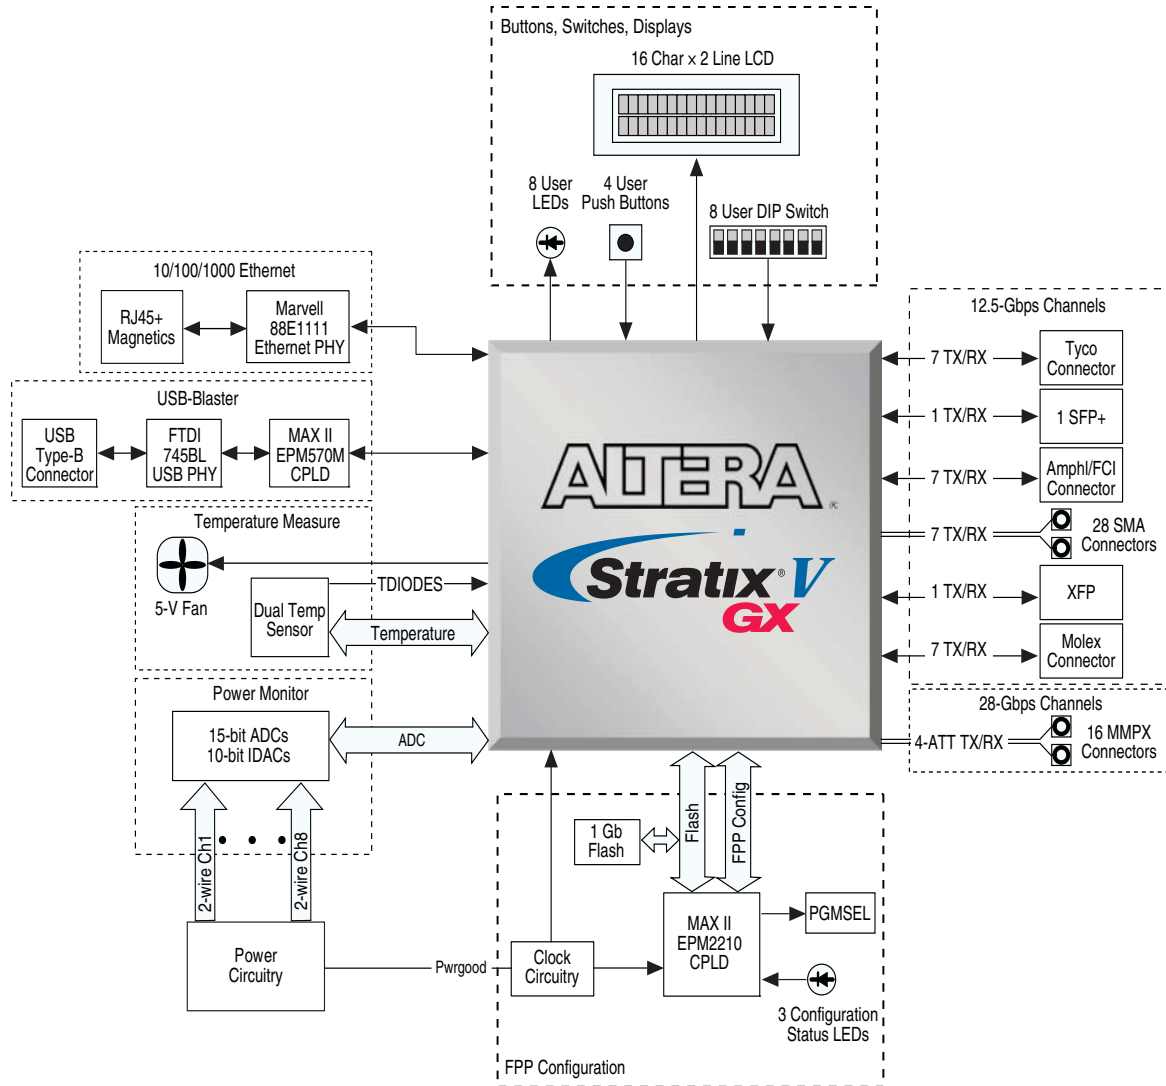 Buttons, Switches, Displays
16 Char × 2 Line LCD
8 User
LEDs
4 User
Push Buttons
8 User DIP Switch
10/100/1000 Ethernet
RJ45+
Magnetics
Marvell
88E1111
Ethernet PHY
USB-Blaster
USB
Type-B
Connector
FTDI
745BL
USB PHY
MAX II
EPM570M
CPLD
Temperature Measure
5-V Fan
TDIODES
Dual Temp
Sensor
Temperature
Power Monitor
15-bit ADCs
10-bit IDACs
ADC
2-wire Ch1
• • •
2-wire Ch8
Power
Circuitry
Pwrgood
ALTERA
®
Stratix® V
GX
12.5-Gbps Channels
7 TX/RX
Tyco
Connector
1 TX/RX
1 SFP+
7 TX/RX
Amphl/FCI
Connector
7 TX/RX
28 SMA
Connectors
1 TX/RX
XFP
7 TX/RX
Molex
Connector
28-Gbps Channels
4-ATT TX/RX
16 MMPX
Connectors
1 Gb
Flash
Flash
FPP Config
MAX II
EPM2210
CPLD
PGMSEL
Clock
Circuitry
3 Configuration
Status LEDs
FPP Configuration